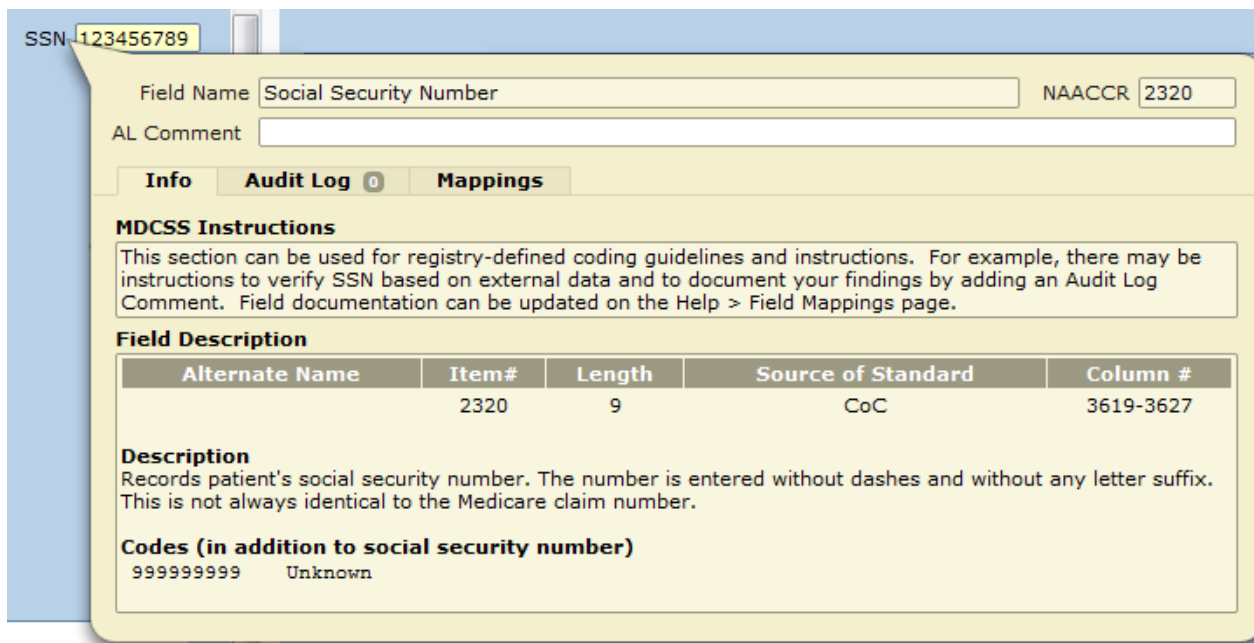 SSN 123456789
Field Name Social Security Number NAACCR 2320
AL Comment
Info Audit Log 0 Mappings
MDCSS Instructions
This section can be used for registry-defined coding guidelines and instructions.  For example, there may be
instructions to verify SSN based on external data and to document your findings by adding an Audit Log
Comment.  Field documentation can be updated on the Help > Field Mappings page.
Field Description
Alternate Name Item# Length Source of Standard Column #
2320 9 CoC 3619-3627
Description
Records patient's social security number. The number is entered without dashes and without any letter suffix.
This is not always identical to the Medicare claim number.
Codes (in addition to social security number)
999999999 Unknown